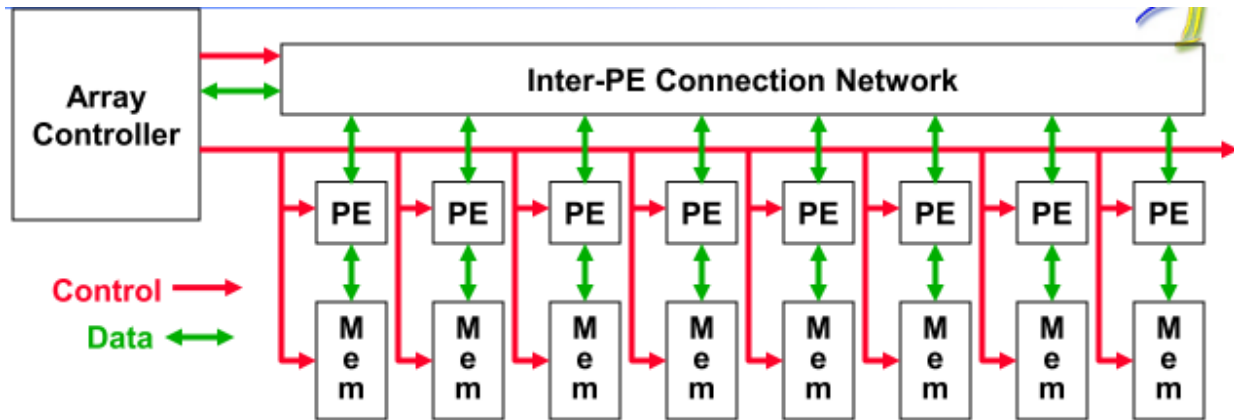 Array
Controller
Inter-PE Connection Network
PE PE PE PE PE PE PE PE
Control
Data
M M M M M M M M
e e e e e e e e
m m m m m m m m